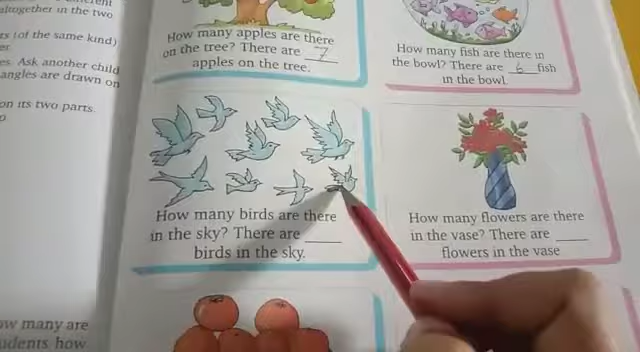 altogether in the two
ts (of the same kind)
es. Ask another child
angles are drawn on
on its two parts.
How many apples are there
on the tree? There are 7
apples on the tree.
How many fish are there in
the bowl? There are 6 fish
in the bowl.
How many birds are there
in the sky? There are ____
birds in the sky.
How many flowers are there
in the vase? There are ____
flowers in the vase
ow many are
udents how